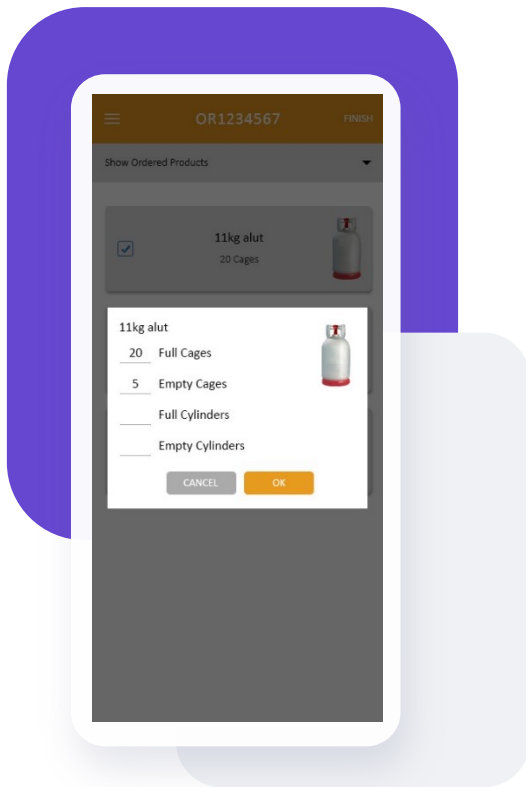 OR1234567
FINISH
Show Ordered Products
11kg alut
20 Cages
11kg alut
20 Full Cages
5 Empty Cages
Full Cylinders
Empty Cylinders
CANCEL
OK